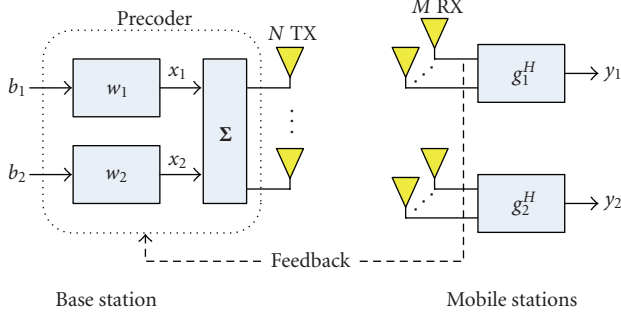 Precoder
N TX
M RX
b₁
w₁
x₁
Σ
g₁ᴴ
y₁
b₂
w₂
x₂
g₂ᴴ
y₂
Feedback
Base station
Mobile stations